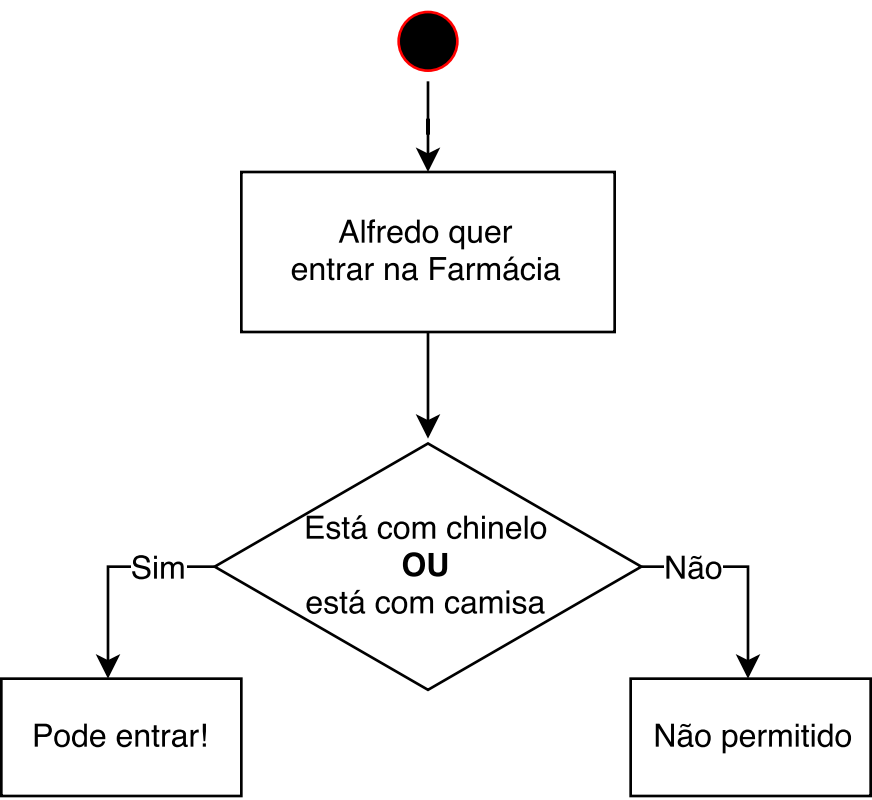 Alfredo quer
entrar na Farmácia
Está com chinelo
OU
está com camisa
Sim
Não
Pode entrar!
Não permitido